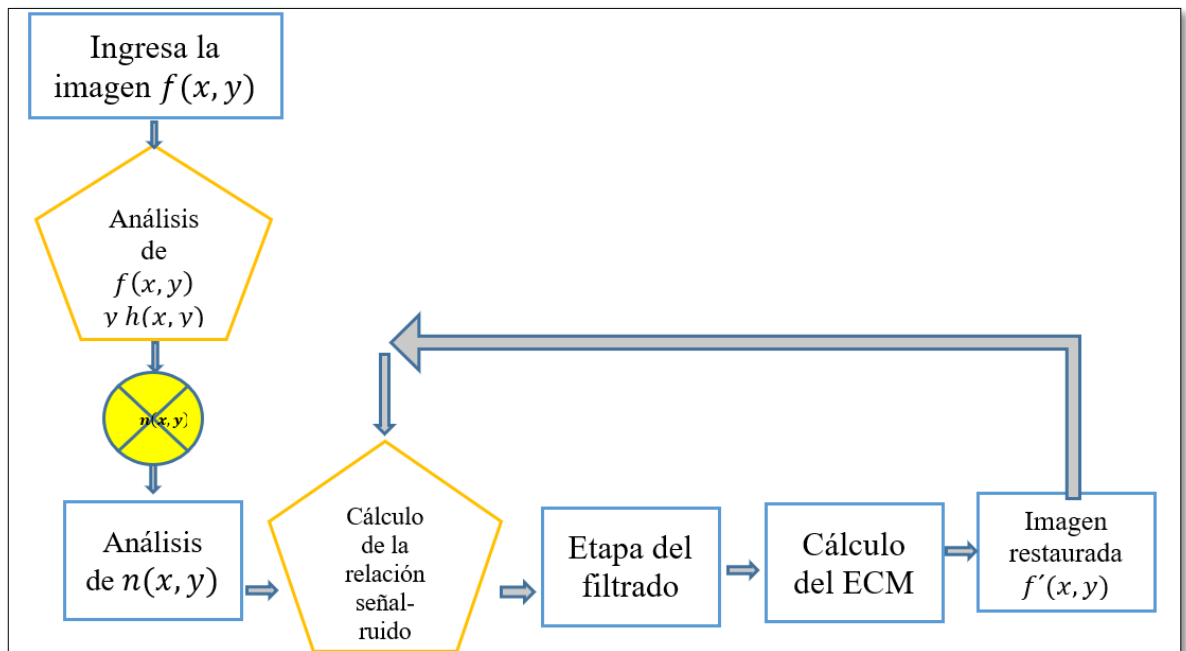 Ingresa la
imagen f(x, y)
Análisis
de
f(x, y)
y h(x, y)
n(x, y)
Análisis
de n(x, y)
Cálculo
de la
relación
señal-
ruido
Etapa del
filtrado
Cálculo
del ECM
Imagen
restaurada
f´(x, y)